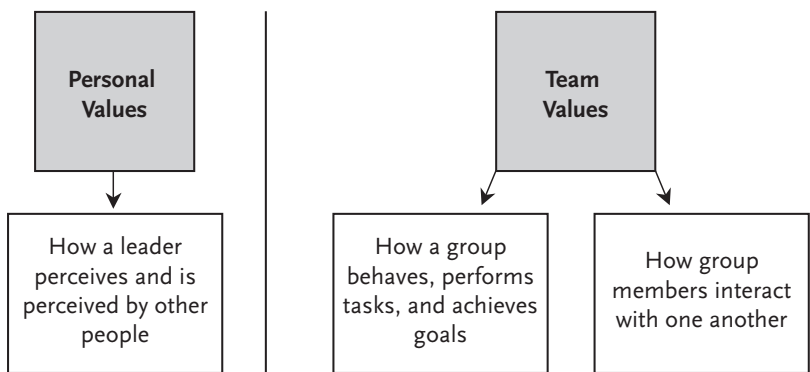 Personal
Values
Team
Values
How a leader
perceives and is
perceived by other
people
How a group
behaves, performs
tasks, and achieves
goals
How group
members interact
with one another